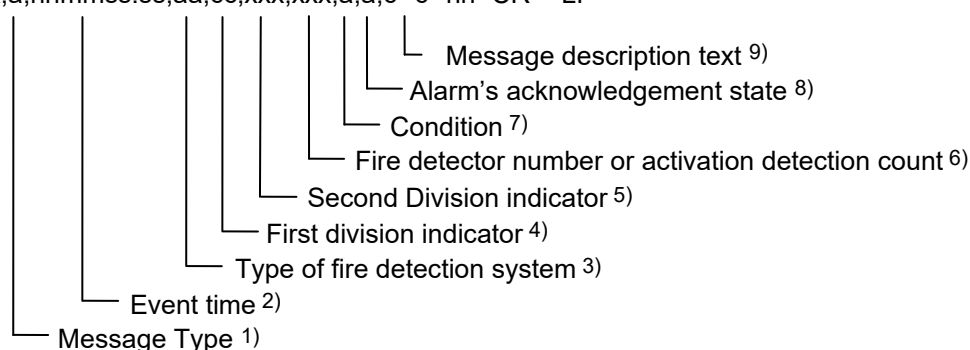 Message description text 9)
Alarm's acknowledgement state 8)
Condition 7)
Fire detector number or activation detection count 6)
Second Division indicator 5)
First division indicator 4)
Type of fire detection system 3)
Event time 2)
Message Type 1)